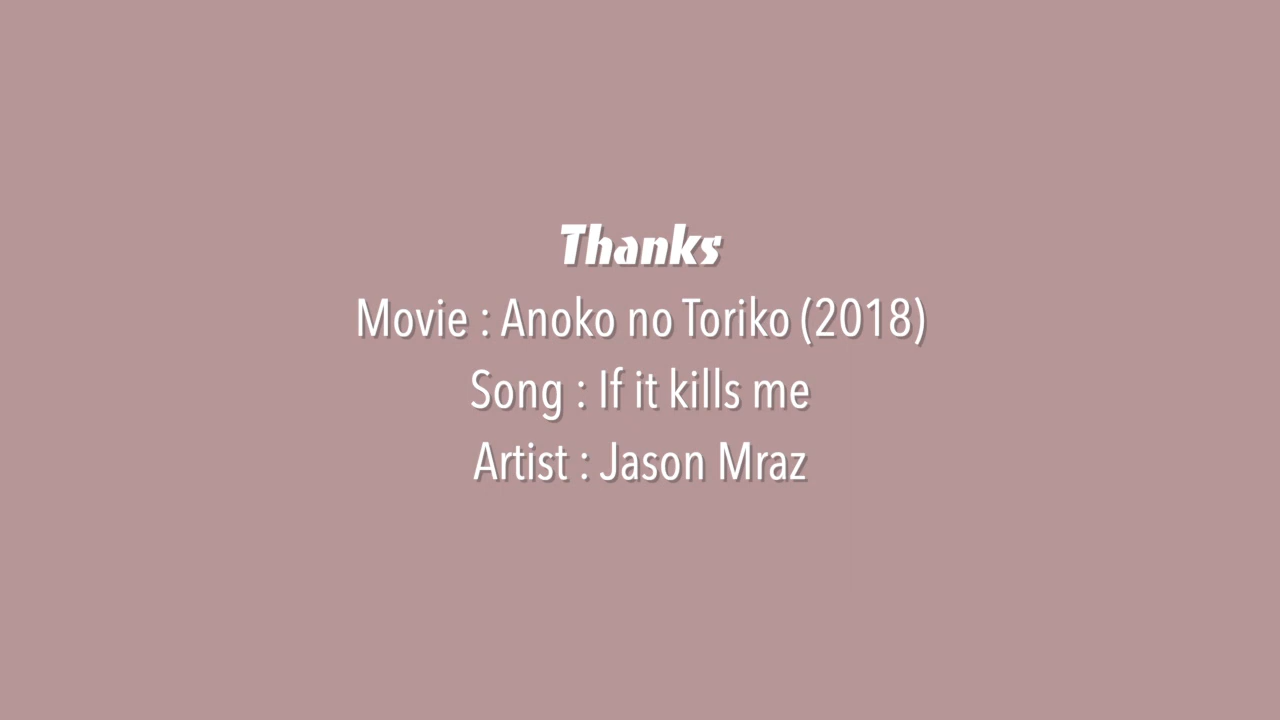 Thanks
Movie : Anoko no Toriko (2018)
Song : If it kills me
Artist : Jason Mraz